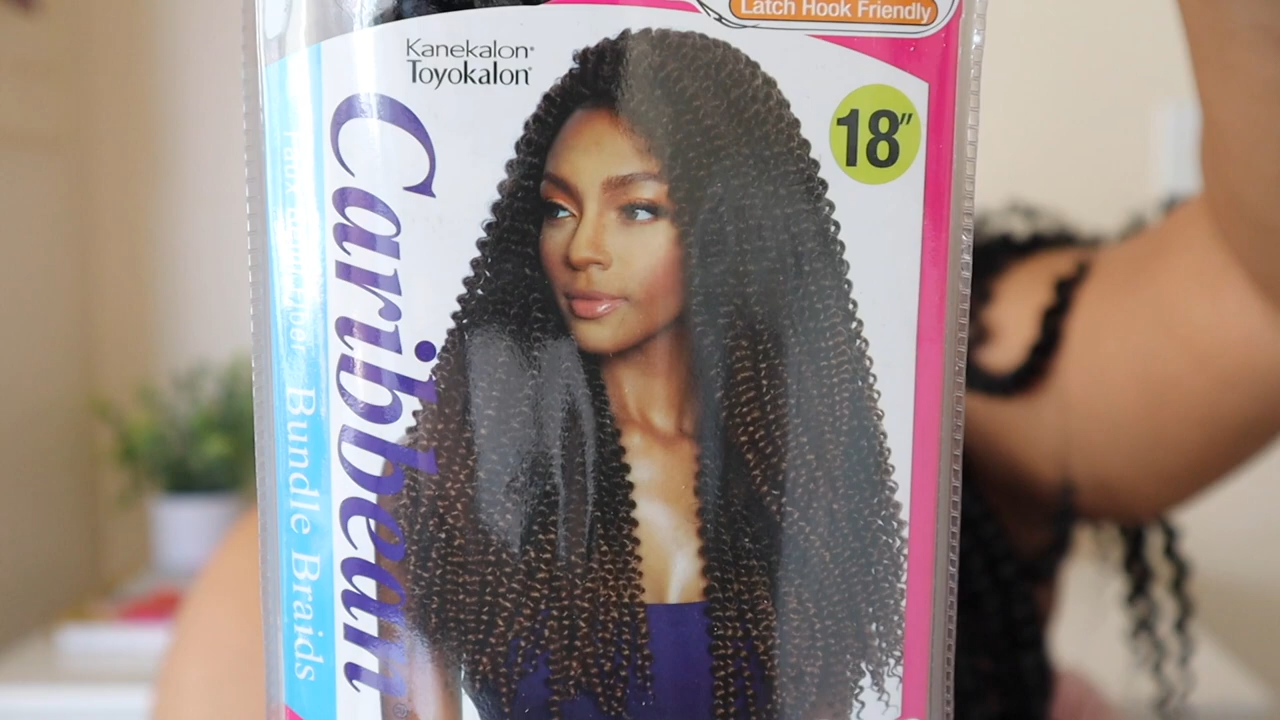 Latch Hook Friendly
Kanekalon®
Toyokalon®
18"
Caribbean
Bundle Braids